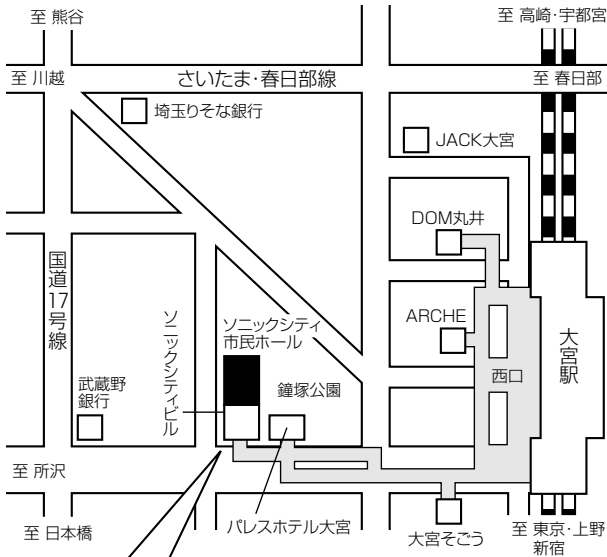 至 熊谷
至 高崎・宇都宮
至 川越
さいたま・春日部線
至 春日部
埼玉りそな銀行
JACK大宮
DOM丸井
国道17号線
ソニックシティビル
ソニックシティ
市民ホール
ARCHE
大宮駅
西口
武蔵野
銀行
鐘塚公園
至 所沢
至 日本橋
パレスホテル大宮
大宮そごう
至 東京・上野
新宿